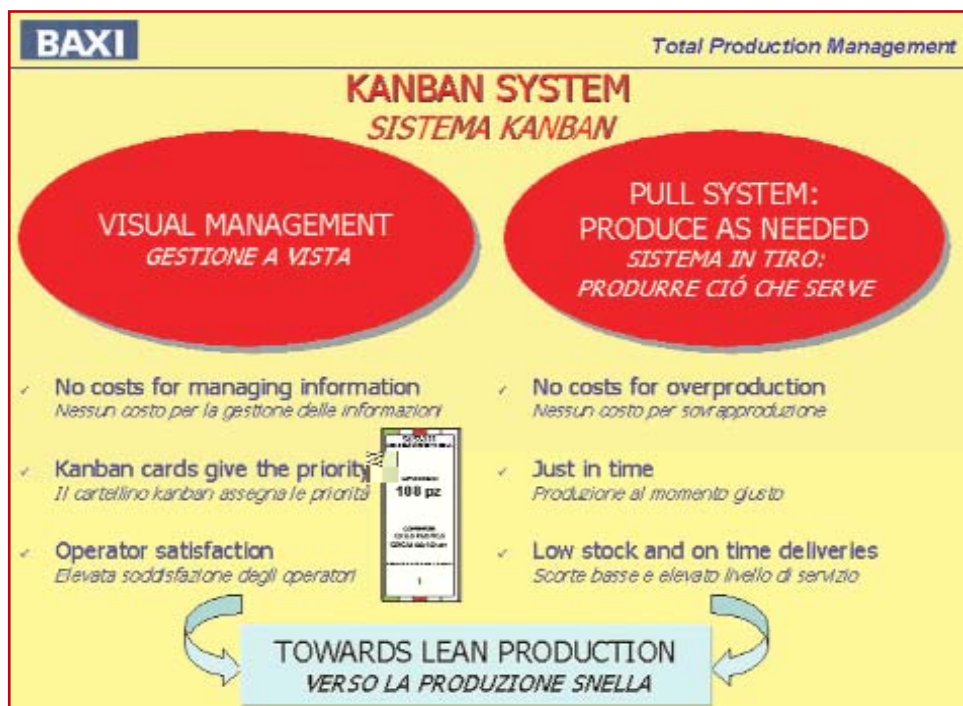 BAXI
Total Production Management
KANBAN SYSTEM
SISTEMA KANBAN
VISUAL MANAGEMENT
GESTIONE A VISTA
PULL SYSTEM:
PRODUCE AS NEEDED
SISTEMA IN TIRO:
PRODURRE CIÓ CHE SERVE
No costs for managing information
Nessun costo per la gestione delle informazioni
Kanban cards give the priority
Il cartellino kanban assegna le priorità
Operator satisfaction
Elevata soddisfazione degli operatori
108 pz
1
No costs for overproduction
Nessun costo per sovrapproduzione
Just in time
Produzione al momento giusto
Low stock and on time deliveries
Scorte basse e elevato livello di servizio
TOWARDS LEAN PRODUCTION
VERSO LA PRODUZIONE SNELLA